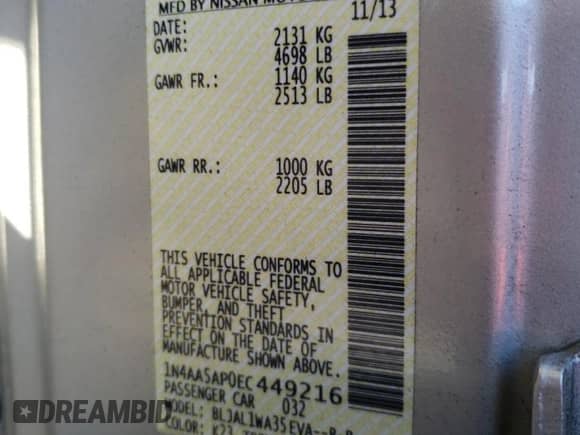 MFD BY NISSAN
DATE: 11/13
GVWR: 2131 KG
4698 LB
GAWR FR.: 1140 KG
2513 LB
GAWR RR.: 1000 KG
2205 LB
THIS VEHICLE CONFORMS TO
ALL APPLICABLE FEDERAL
MOTOR VEHICLE SAFETY,
BUMPER, AND THEFT
PREVENTION STANDARDS IN
EFFECT ON THE DATE OF
MANUFACTURE SHOWN ABOVE.
1N4AA5AP0EC449216
PASSENGER CAR 032
MODEL: BLJAL1WA35EVA--
COLOR: K23
DREAMBID